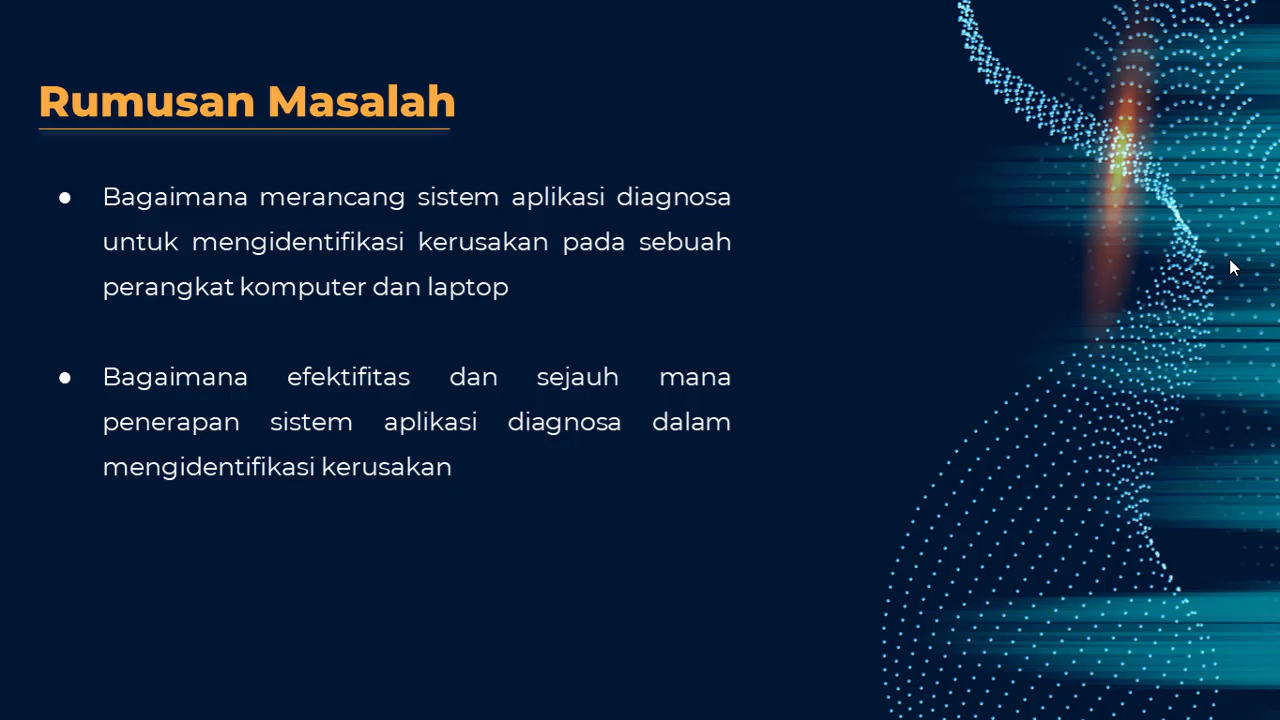 Rumusan Masalah
● Bagaimana merancang sistem aplikasi diagnosa
untuk mengidentifikasi kerusakan pada sebuah
perangkat komputer dan laptop
● Bagaimana efektifitas dan sejauh mana
penerapan sistem aplikasi diagnosa dalam
mengidentifikasi kerusakan